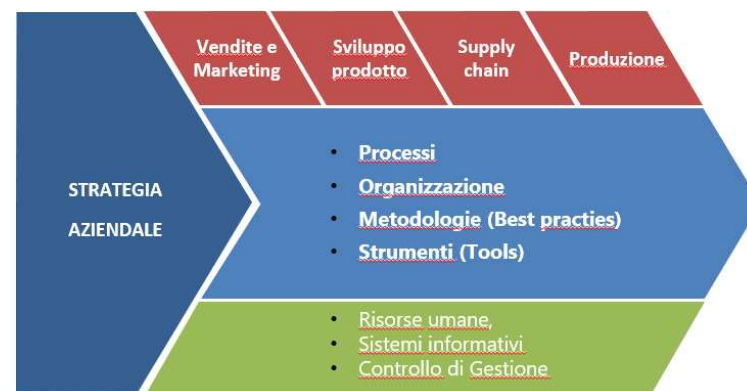 Vendite e
Marketing
Sviluppo
prodotto
Supply
chain
Produzione
STRATEGIA
AZIENDALE
• Processi
• Organizzazione
• Metodologie (Best practies)
• Strumenti (Tools)
• Risorse umane,
• Sistemi informativi
• Controllo di Gestione